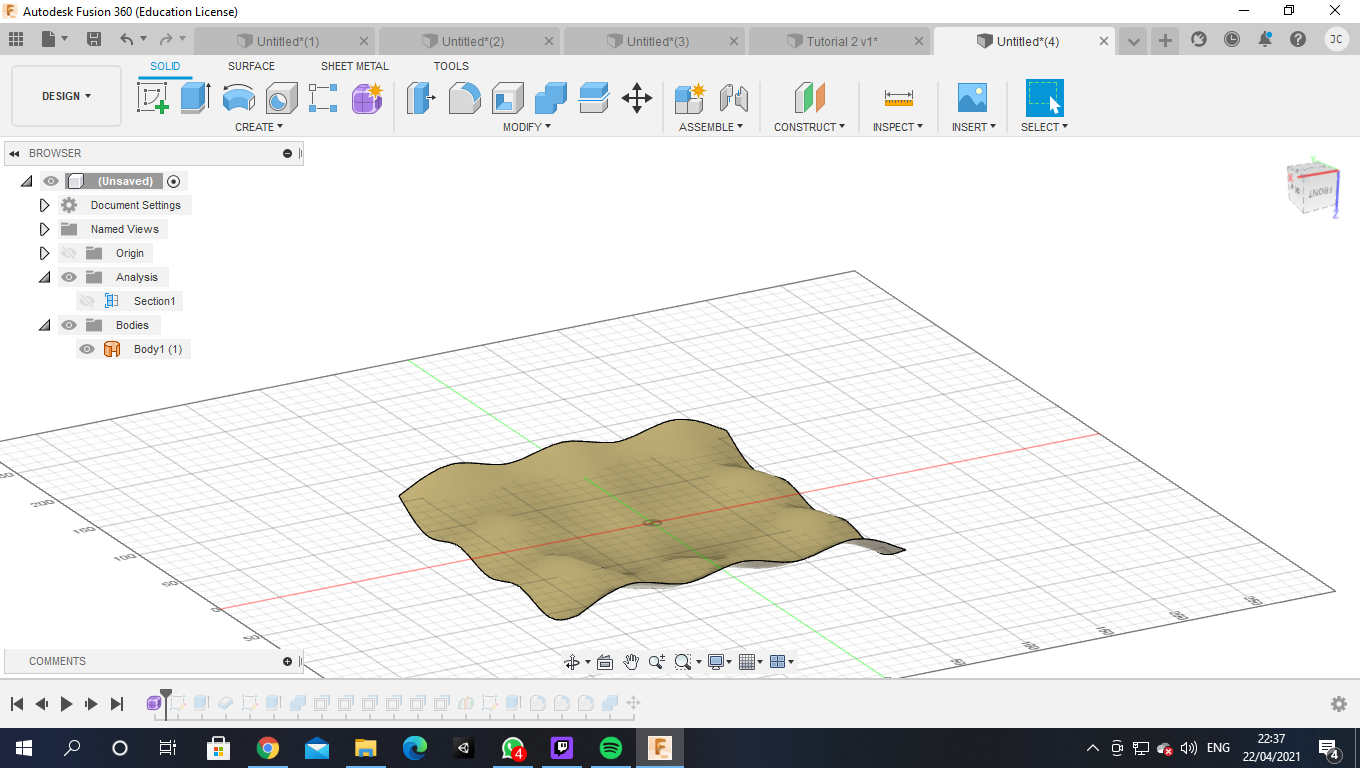 Autodesk Fusion 360 (Education License)
Untitled*(1)
Untitled*(2)
Untitled*(3)
Tutorial 2 v1*
Untitled*(4)
JC
DESIGN
SOLID
SURFACE
SHEET METAL
TOOLS
CREATE
MODIFY
ASSEMBLE
CONSTRUCT
INSPECT
INSERT
SELECT
BROWSER
(Unsaved)
Document Settings
Named Views
Origin
Analysis
Section1
Bodies
Body1 (1)
X
Y
Z
FRONT
200
150
100
50
0
50
50
100
150
200
250
COMMENTS
4
ENG
22:37
22/04/2021
4